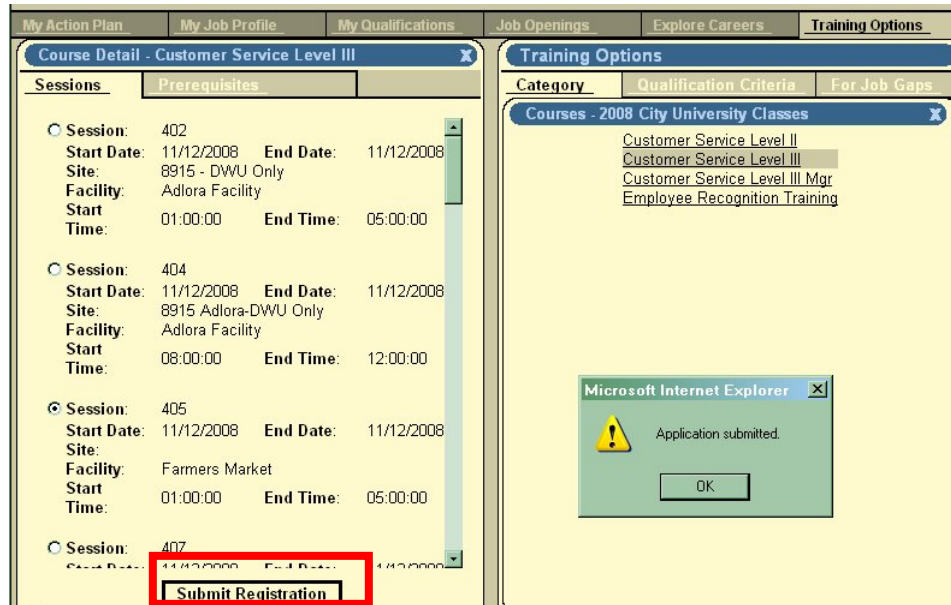 My Action Plan My Job Profile My Qualifications Job Openings Explore Careers Training Options
Course Detail - Customer Service Level III X
Sessions Prerequisites
Session: 402
Start Date: 11/12/2008 End Date: 11/12/2008
Site: 8915 - DWU Only
Facility: Adlora Facility
Start
Time: 01:00:00 End Time: 05:00:00
Session: 404
Start Date: 11/12/2008 End Date: 11/12/2008
Site: 8915 Adlora-DWU Only
Facility: Adlora Facility
Start
Time: 08:00:00 End Time: 12:00:00
Session: 405
Start Date: 11/12/2008 End Date: 11/12/2008
Site:
Facility: Farmers Market
Start
Time: 01:00:00 End Time: 05:00:00
Session: 407
Start Date: End Date:
Submit Registration
Training Options
Category Qualification Criteria For Job Gaps
Courses - 2008 City University Classes X
Customer Service Level II
Customer Service Level III
Customer Service Level III Mgr
Employee Recognition Training
Microsoft Internet Explorer X
Application submitted.
OK